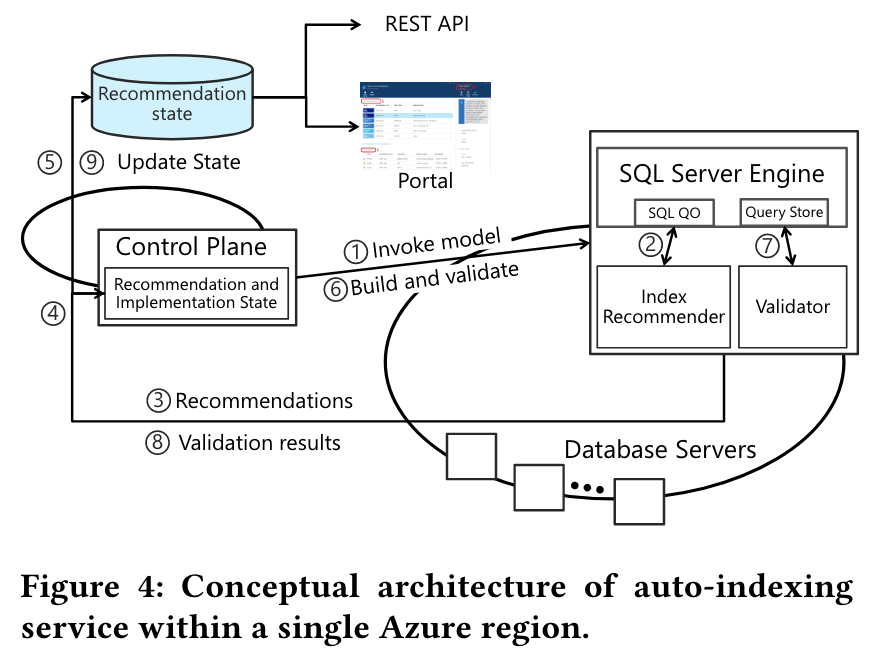 REST API
Recommendation
state
Portal
⑤ ⑨ Update State
SQL Server Engine
SQL QO
Query Store
② ⑦
Control Plane
① Invoke model
⑥ Build and validate
Recommendation and
Implementation State
Index
Recommender
Validator
④
③ Recommendations
⑧ Validation results
Database Servers
Figure 4: Conceptual architecture of auto-indexing
service within a single Azure region.